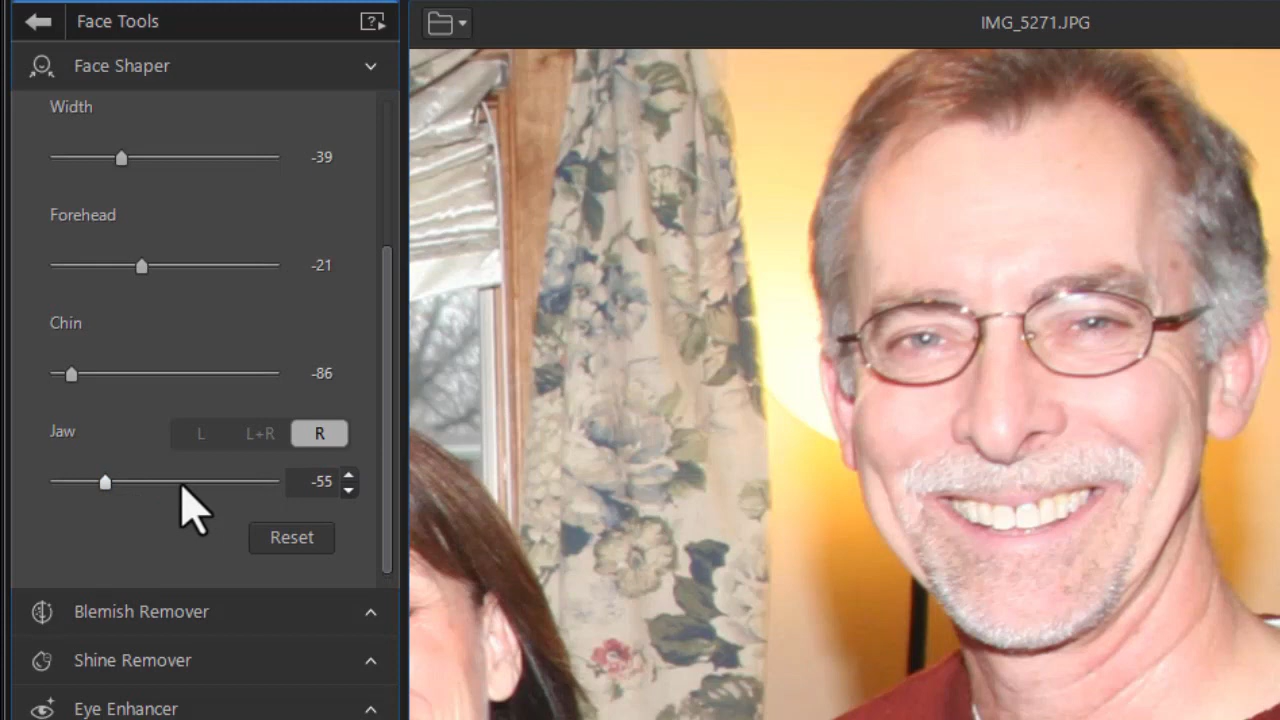 Face Tools
IMG_5271.JPG
Face Shaper
Width
-39
Forehead
-21
Chin
-86
Jaw
L L+R R
-55
Reset
Blemish Remover
Shine Remover
Eye Enhancer